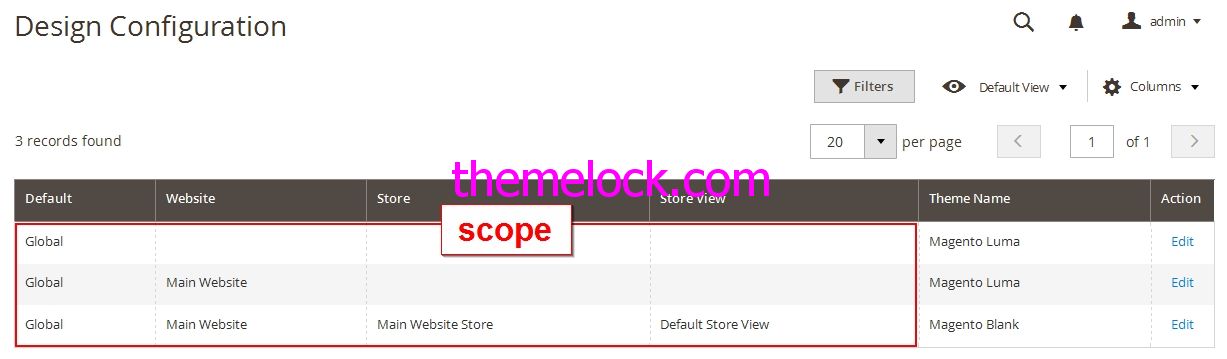 Design Configuration
admin
Filters
Default View
Columns
3 records found
20
per page
1
of 1
themelock.com
Default Website Store Store View Theme Name Action
scope
Global Magento Luma Edit
Global Main Website Magento Luma Edit
Global Main Website Main Website Store Default Store View Magento Blank Edit